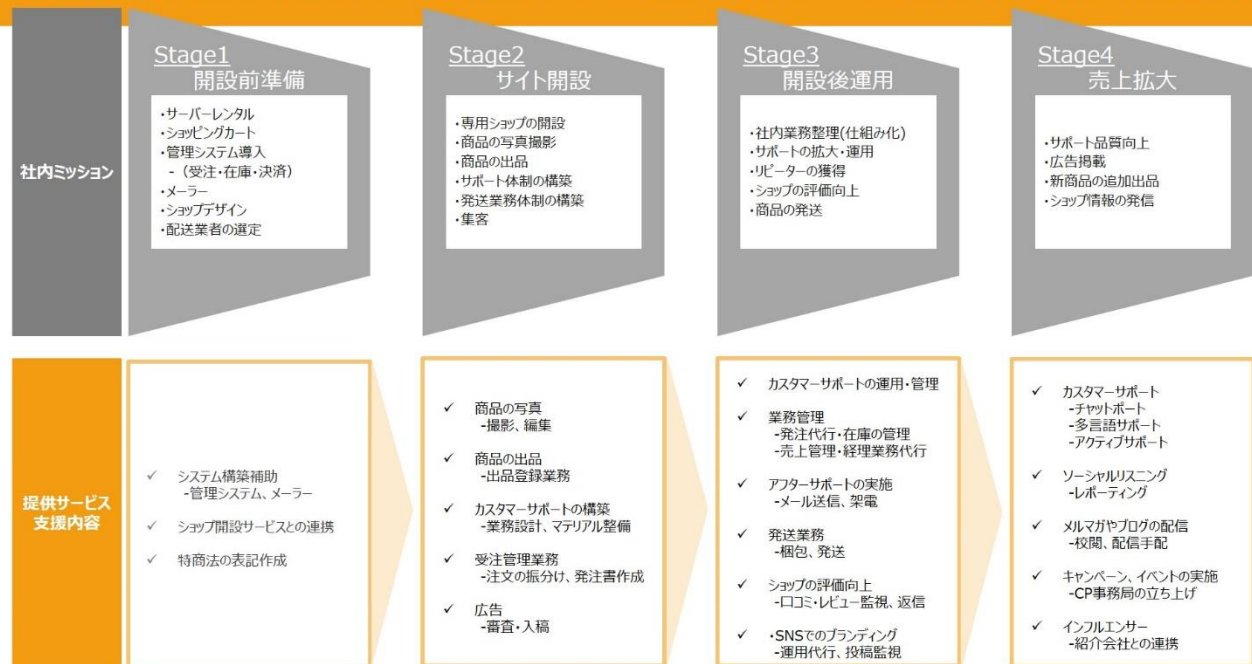 社内ミッション
Stage1
開設前準備
・サーバーレンタル
・ショッピングカート
・管理システム導入
-（受注・在庫・決済）
・メーラー
・ショップデザイン
・配送業者の選定
Stage2
サイト開設
・専用ショップの開設
・商品の写真撮影
・商品の出品
・サポート体制の構築
・発送業務体制の構築
・集客
Stage3
開設後運用
・社内業務整理(仕組み化)
・サポートの拡大・運用
・リピーターの獲得
・ショップの評価向上
・商品の発送
Stage4
売上拡大
・サポート品質向上
・広告掲載
・新商品の追加出品
・ショップ情報の発信
提供サービス
支援内容
✓ システム構築補助
-管理システム、メーラー
✓ ショップ開設サービスとの連携
✓ 特商法の表記作成
✓ 商品の写真
-撮影、編集
✓ 商品の出品
-出品登録業務
✓ カスタマーサポートの構築
-業務設計、マテリアル整備
✓ 受注管理業務
-注文の振分け、発注書作成
✓ 広告
-審査・入稿
✓ カスタマーサポートの運用・管理
✓ 業務管理
-発注代行・在庫の管理
-売上管理・経理業務代行
✓ アフターサポートの実施
-メール送信、架電
✓ 発送業務
-梱包、発送
✓ ショップの評価向上
-口コミ・レビュー監視、返信
✓ ・SNSでのブランディング
-運用代行、投稿監視
✓ カスタマーサポート
-チャットポート
-多言語サポート
-アクティブサポート
✓ ソーシャルリスニング
-レポーティング
✓ メルマガやブログの配信
-校閲、配信手配
✓ キャンペーン、イベントの実施
-CP事務局の立ち上げ
✓ インフルエンサー
-紹介会社との連携